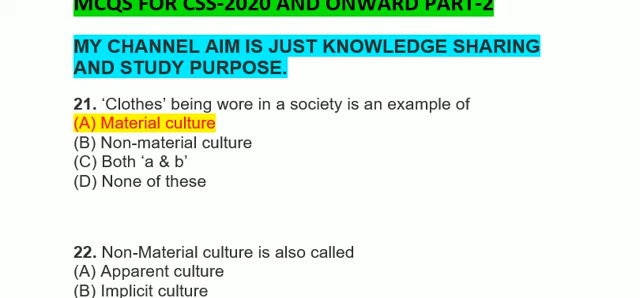 MCQS FOR CSS-2020 AND ONWARD PART-2
MY CHANNEL AIM IS JUST KNOWLEDGE SHARING
AND STUDY PURPOSE.
21. ‘Clothes’ being wore in a society is an example of
(A) Material culture
(B) Non-material culture
(C) Both ‘a & b’
(D) None of these
22. Non-Material culture is also called
(A) Apparent culture
(B) Implicit culture